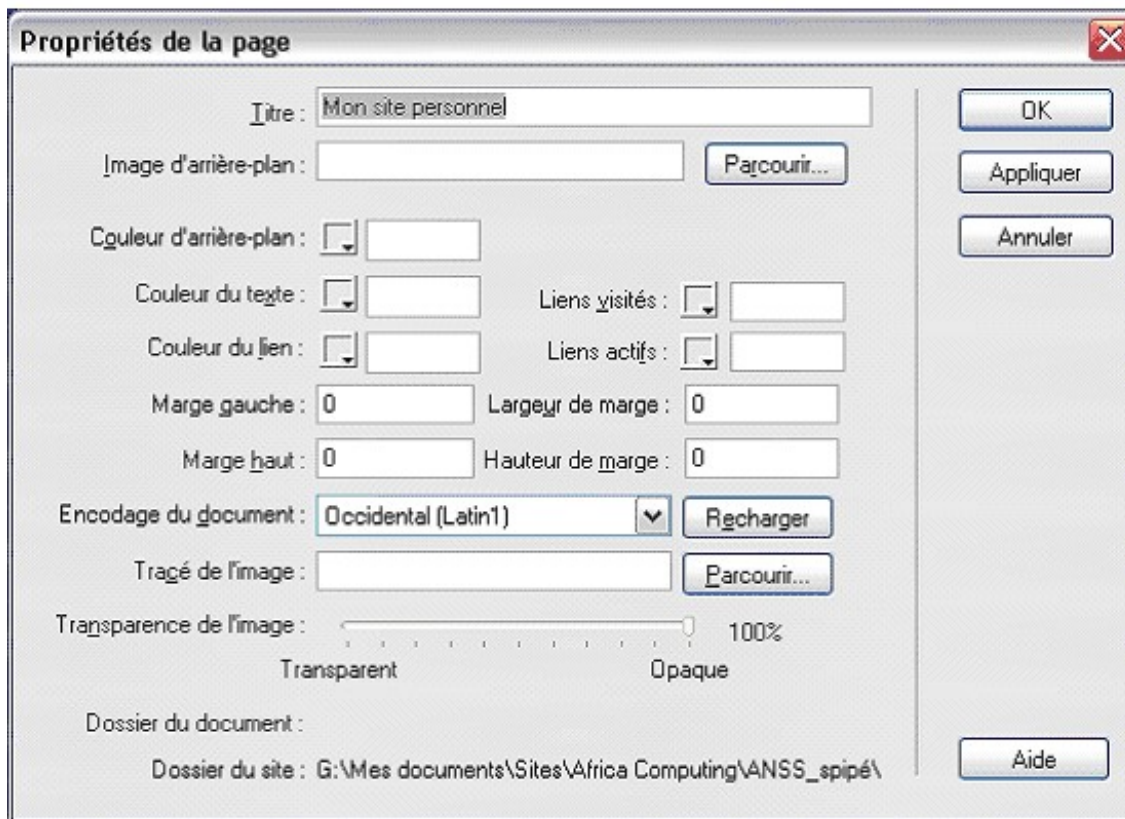 Propriétés de la page
Titre : Mon site personnel
OK
Image d'arrière-plan : Parcourir...
Appliquer
Couleur d'arrière-plan :
Annuler
Couleur du texte : Liens visités :
Couleur du lien : Liens actifs :
Marge gauche : 0 Largeur de marge : 0
Marge haut : 0 Hauteur de marge : 0
Encodage du document : Occidental (Latin1) Recharger
Tracé de l'image : Parcourir...
Transparence de l'image : 100%
Transparent Opaque
Dossier du document :
Dossier du site : G:\Mes documents\Sites\Africa Computing\ANSS_spipé\
Aide